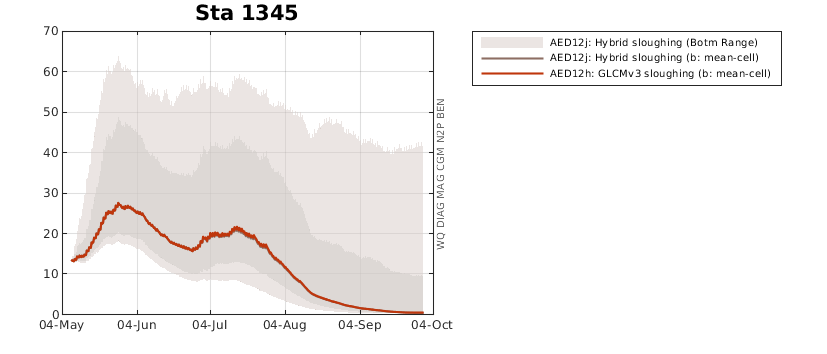 Sta 1345
70
60
50
40
30
20
10
0
04-May
04-Jun
04-Jul
04-Aug
04-Sep
04-Oct
WQ DIAG MAG CGM N2P BEN
AED12j: Hybrid sloughing (Botm Range)
AED12j: Hybrid sloughing (b: mean-cell)
AED12h: GLCMv3 sloughing (b: mean-cell)